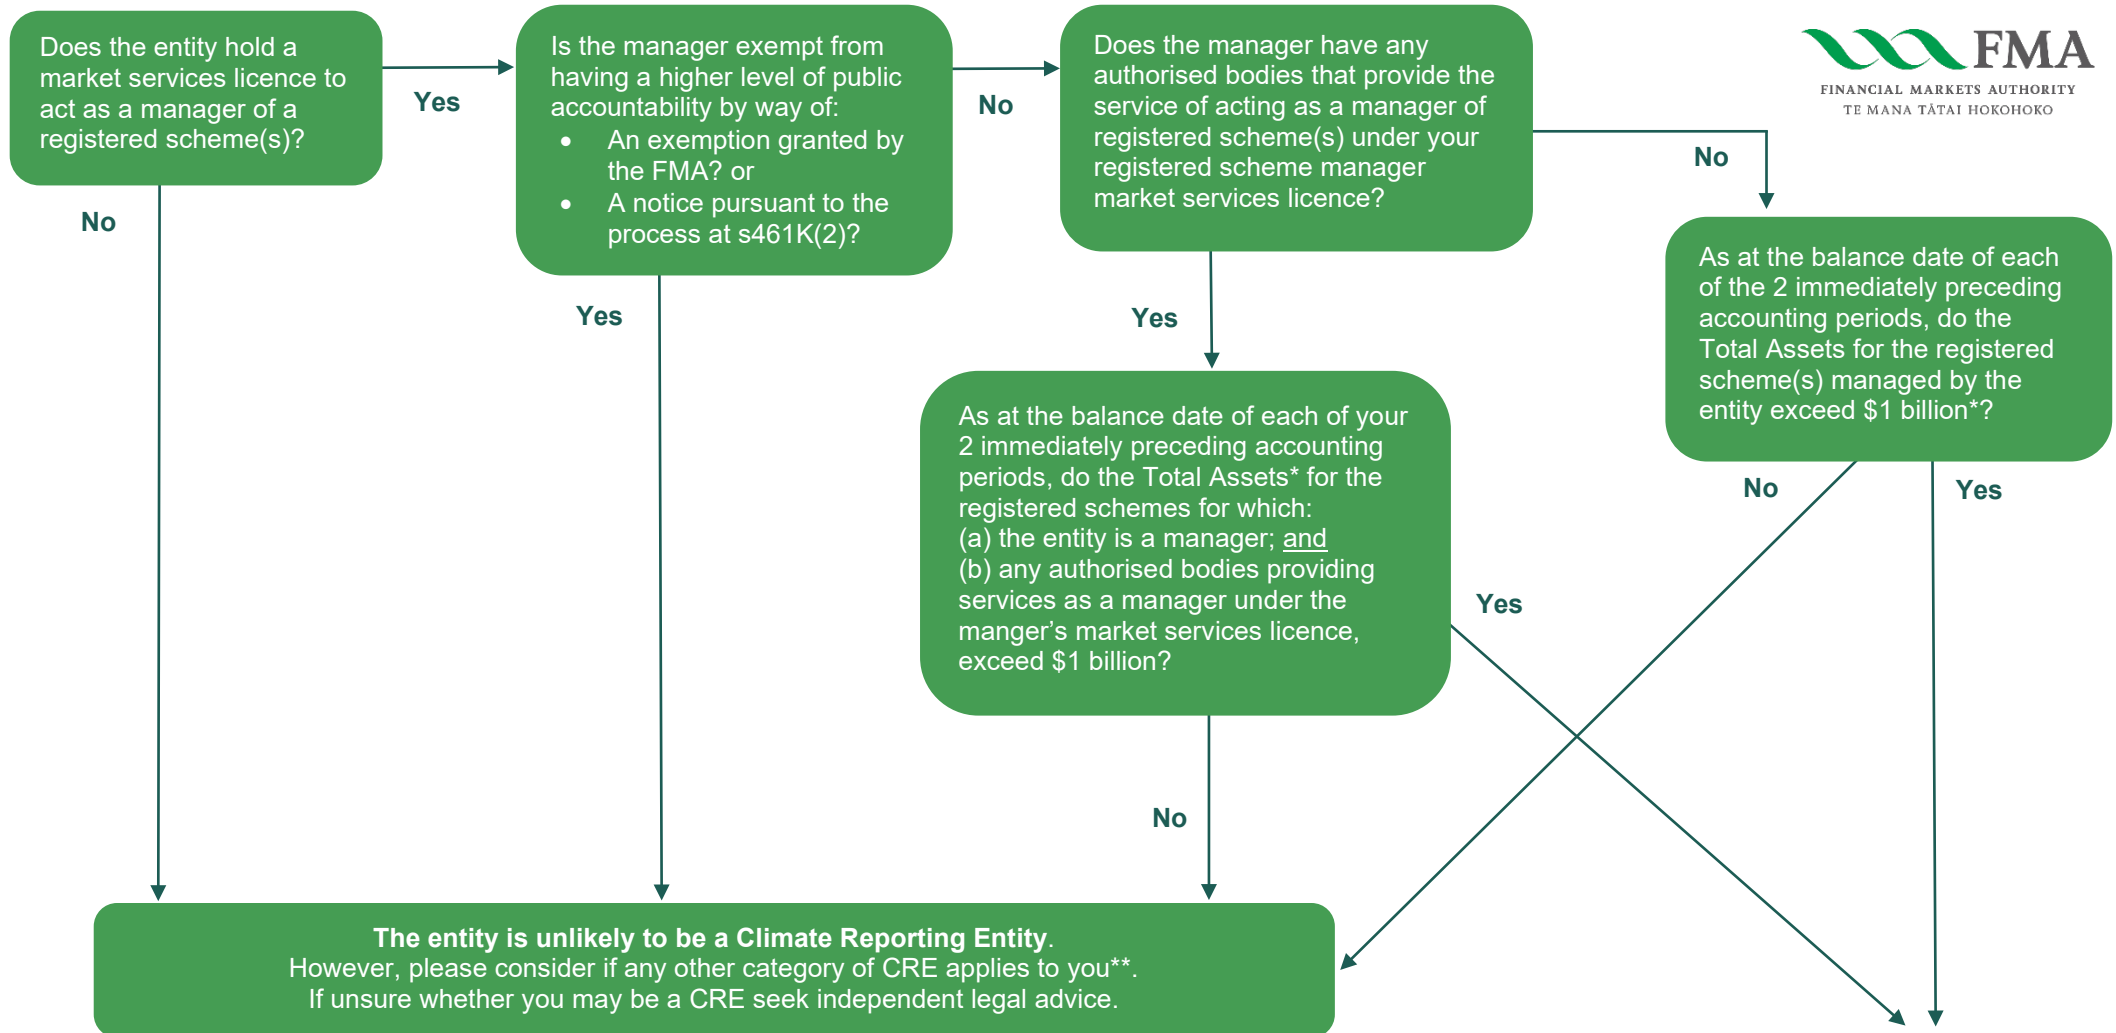 Does the entity hold a
market services licence to
act as a manager of a
registered scheme(s)?
Yes
No
Is the manager exempt from
having a higher level of public
accountability by way of:
• An exemption granted by
the FMA? or
• A notice pursuant to the
process at s461K(2)?
No
Yes
Does the manager have any
authorised bodies that provide the
service of acting as a manager of
registered scheme(s) under your
registered scheme manager
market services licence?
No
Yes
FMA
FINANCIAL MARKETS AUTHORITY
TE MANA TĀTAI HOKOHOKO
As at the balance date of each
of the 2 immediately preceding
accounting periods, do the
Total Assets for the registered
scheme(s) managed by the
entity exceed $1 billion*?
No
Yes
As at the balance date of each of your
2 immediately preceding accounting
periods, do the Total Assets* for the
registered schemes for which:
(a) the entity is a manager; and
(b) any authorised bodies providing
services as a manager under the
manger’s market services licence,
exceed $1 billion?
Yes
No
The entity is unlikely to be a Climate Reporting Entity.
However, please consider if any other category of CRE applies to you**.
If unsure whether you may be a CRE seek independent legal advice.